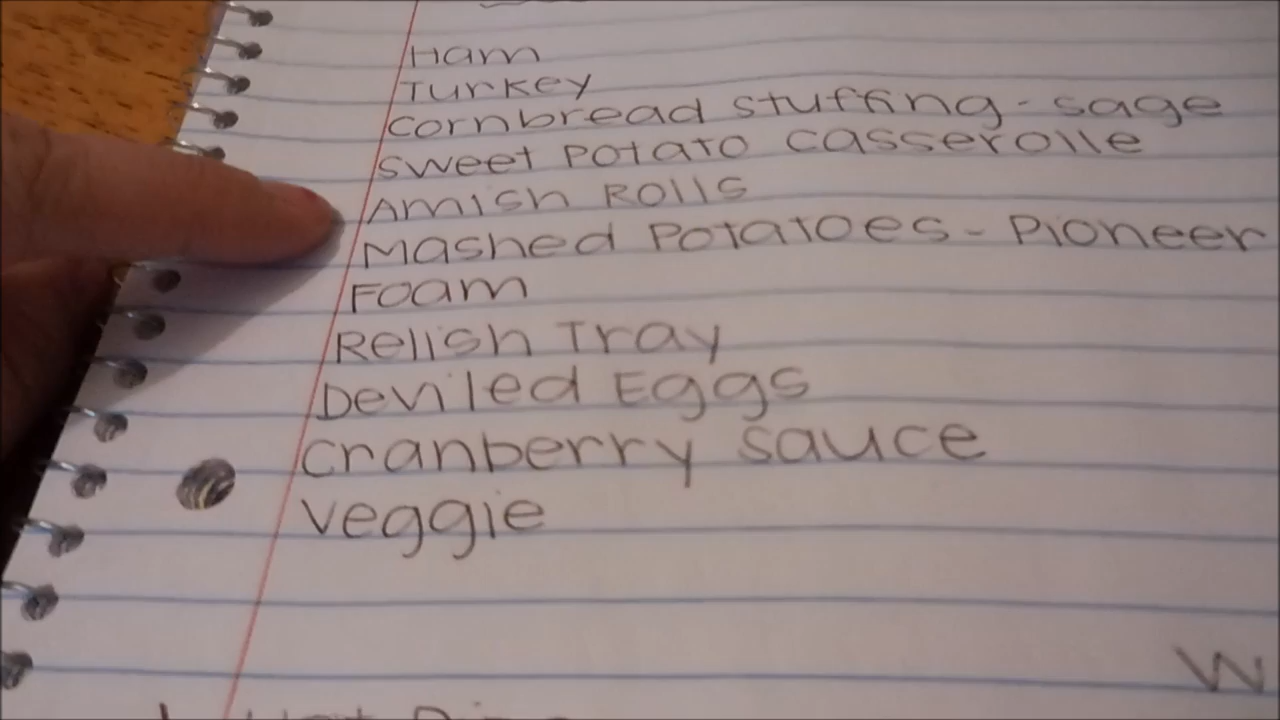 Ham
Turkey
Cornbread Stuffing - Sage
Sweet Potato Casserolle
Amish Rolls
Mashed Potatoes - Pioneer
Foam
Relish Tray
Deviled Eggs
Cranberry Sauce
Veggie
W